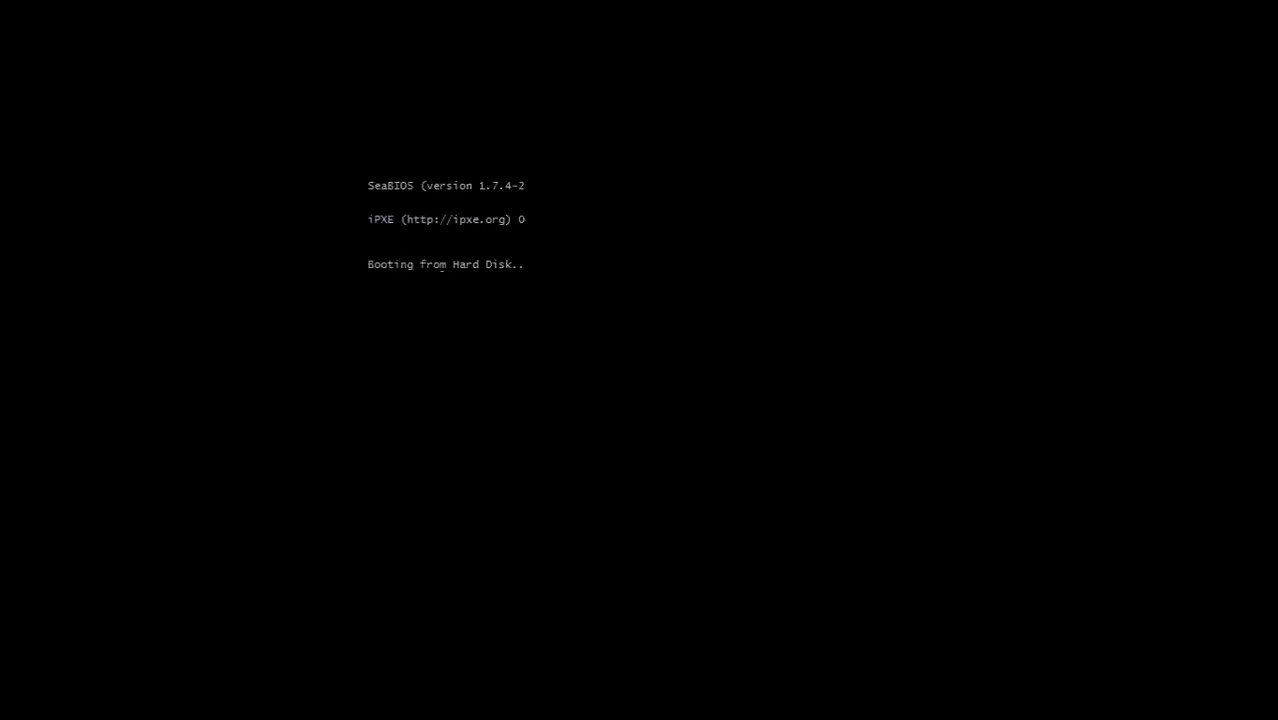 SeaBIOS (version 1.7.4-2
iPXE (http://ipxe.org) 0
Booting from Hard Disk..